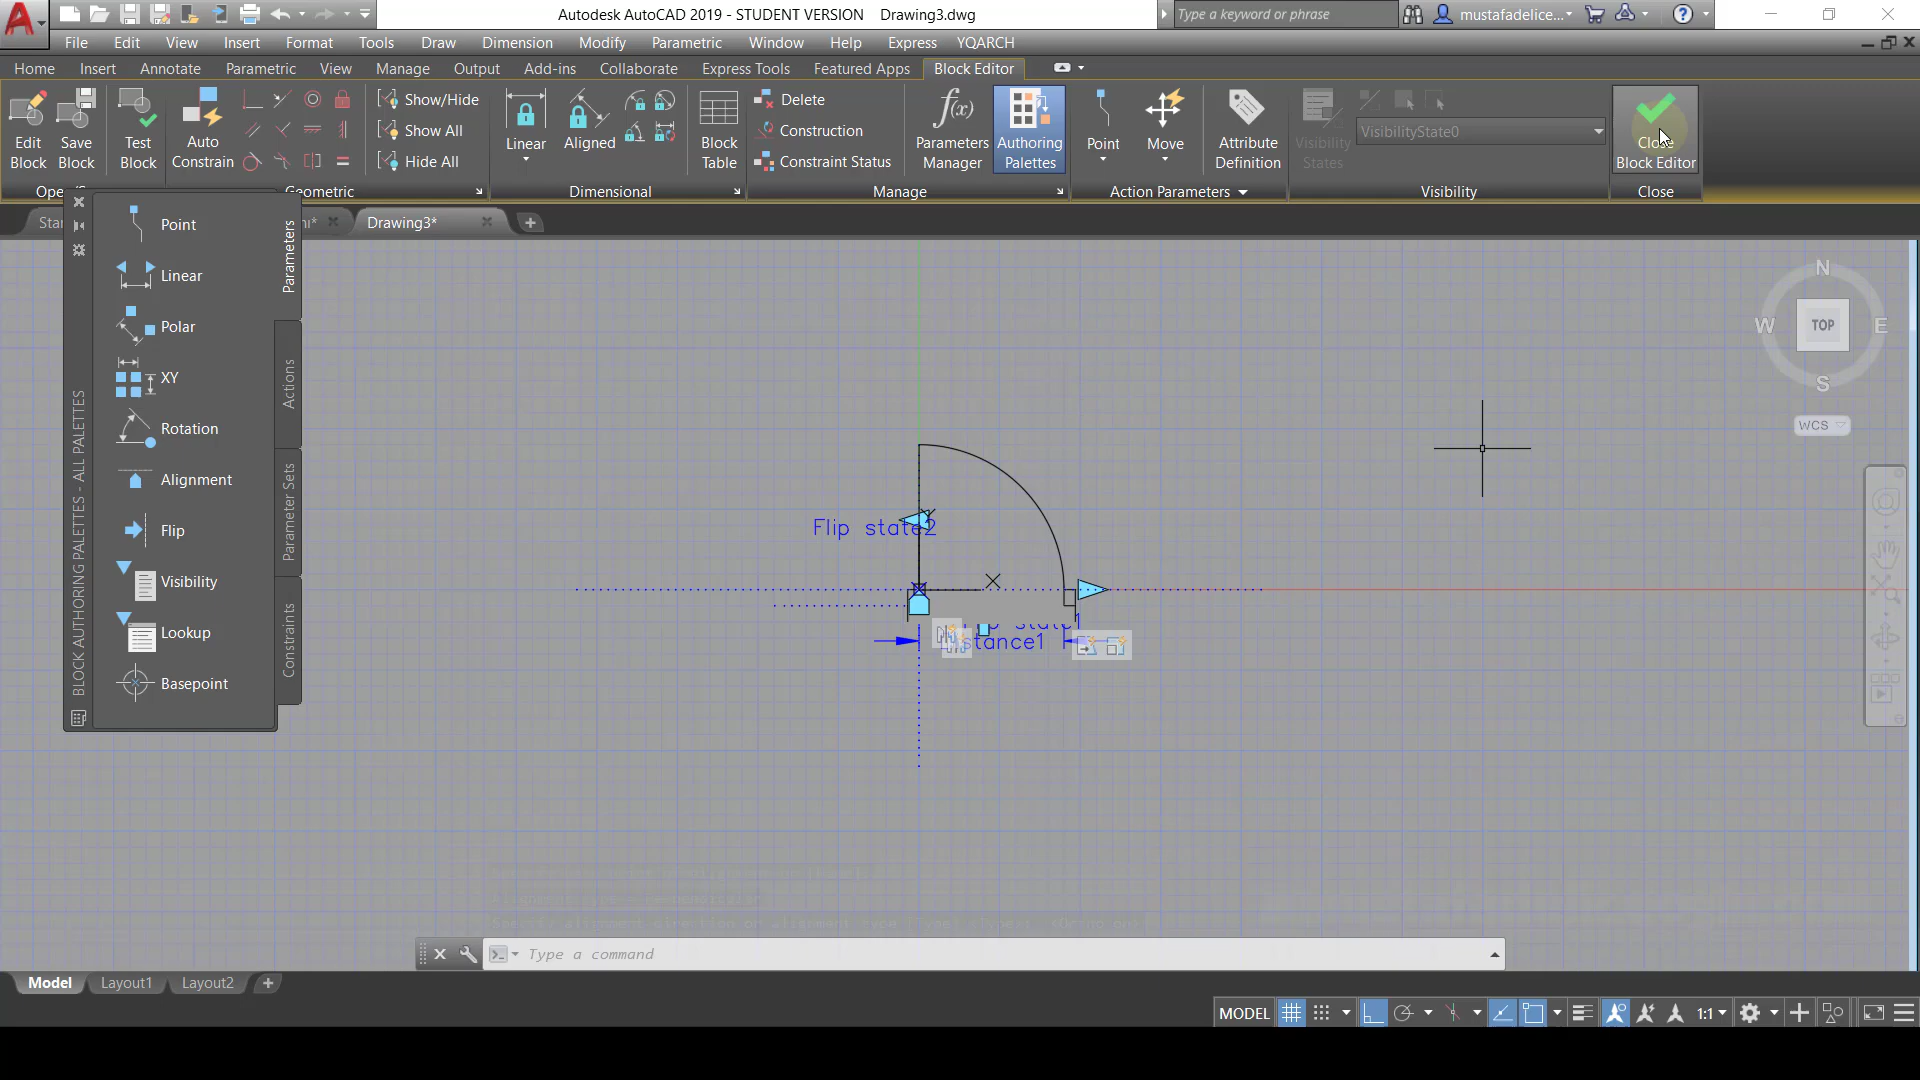 Autodesk AutoCAD 2019 - STUDENT VERSION Drawing3.dwg
Type a keyword or phrase
mustafadelice...
File Edit View Insert Format Tools Draw Dimension Modify Parametric Window Help Express YQARCH
Home Insert Annotate Parametric View Manage Output Add-ins Collaborate Express Tools Featured Apps Block Editor
Edit Block
Save Block
Test Block
Auto Constrain
Show/Hide
Show All
Hide All
Linear
Aligned
Block Table
Delete
Construction
Constraint Status
Parameters Manager
Authoring Palettes
Point
Move
Attribute Definition
Visibility States
VisibilityState0
Close Block Editor
Geometric
Dimensional
Manage
Action Parameters
Visibility
Close
Drawing3*
Point
Linear
Polar
XY
Rotation
Alignment
Flip
Visibility
Lookup
Basepoint
Parameters
Actions
Parameter Sets
Constraints
BLOCK AUTHORING PALETTES - ALL PALETTES
Flip state2
N
W
TOP
E
S
WCS
Type a command
Model Layout1 Layout2
MODEL
1:1